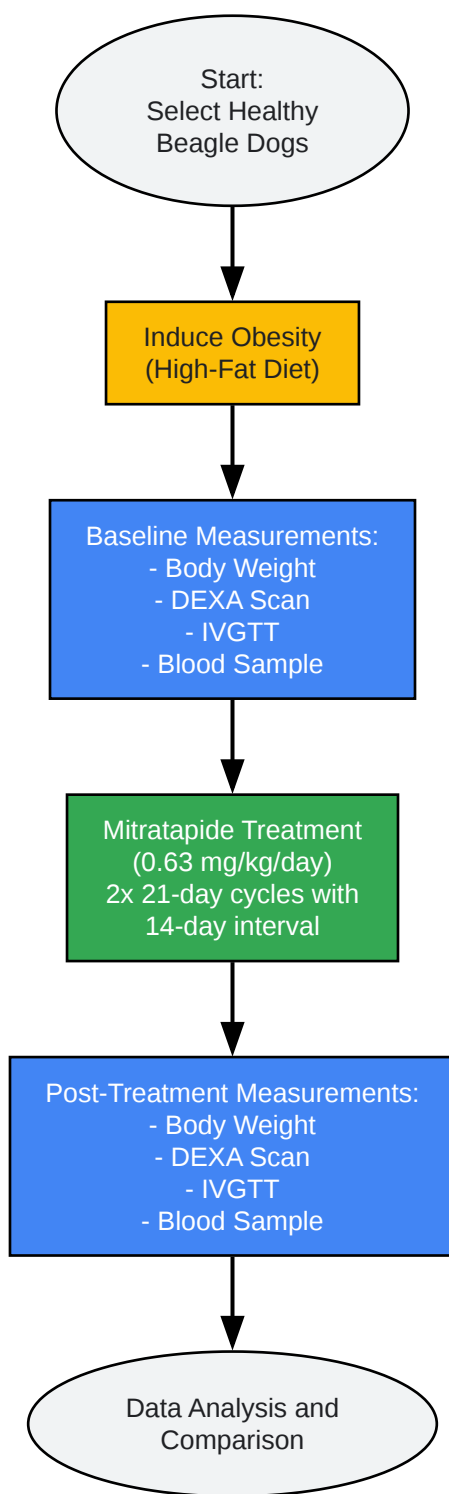 Start:
Select Healthy
Beagle Dogs
Induce Obesity
(High-Fat Diet)
Baseline Measurements:
- Body Weight
- DEXA Scan
- IVGTT
- Blood Sample
Mitratapide Treatment
(0.63 mg/kg/day)
2x 21-day cycles with
14-day interval
Post-Treatment Measurements:
- Body Weight
- DEXA Scan
- IVGTT
- Blood Sample
Data Analysis and
Comparison